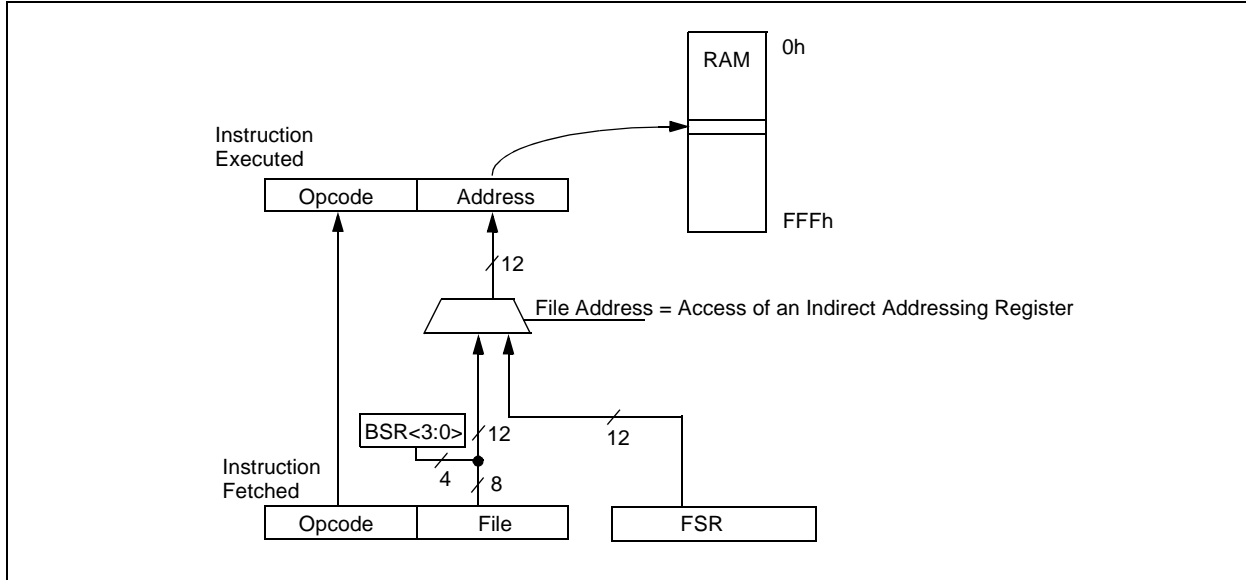 0h
RAM
Instruction
Executed
Opcode
Address
FFFh
12
File Address = Access of an Indirect Addressing Register
BSR<3:0>
12
12
Instruction
Fetched
4
8
Opcode
File
FSR